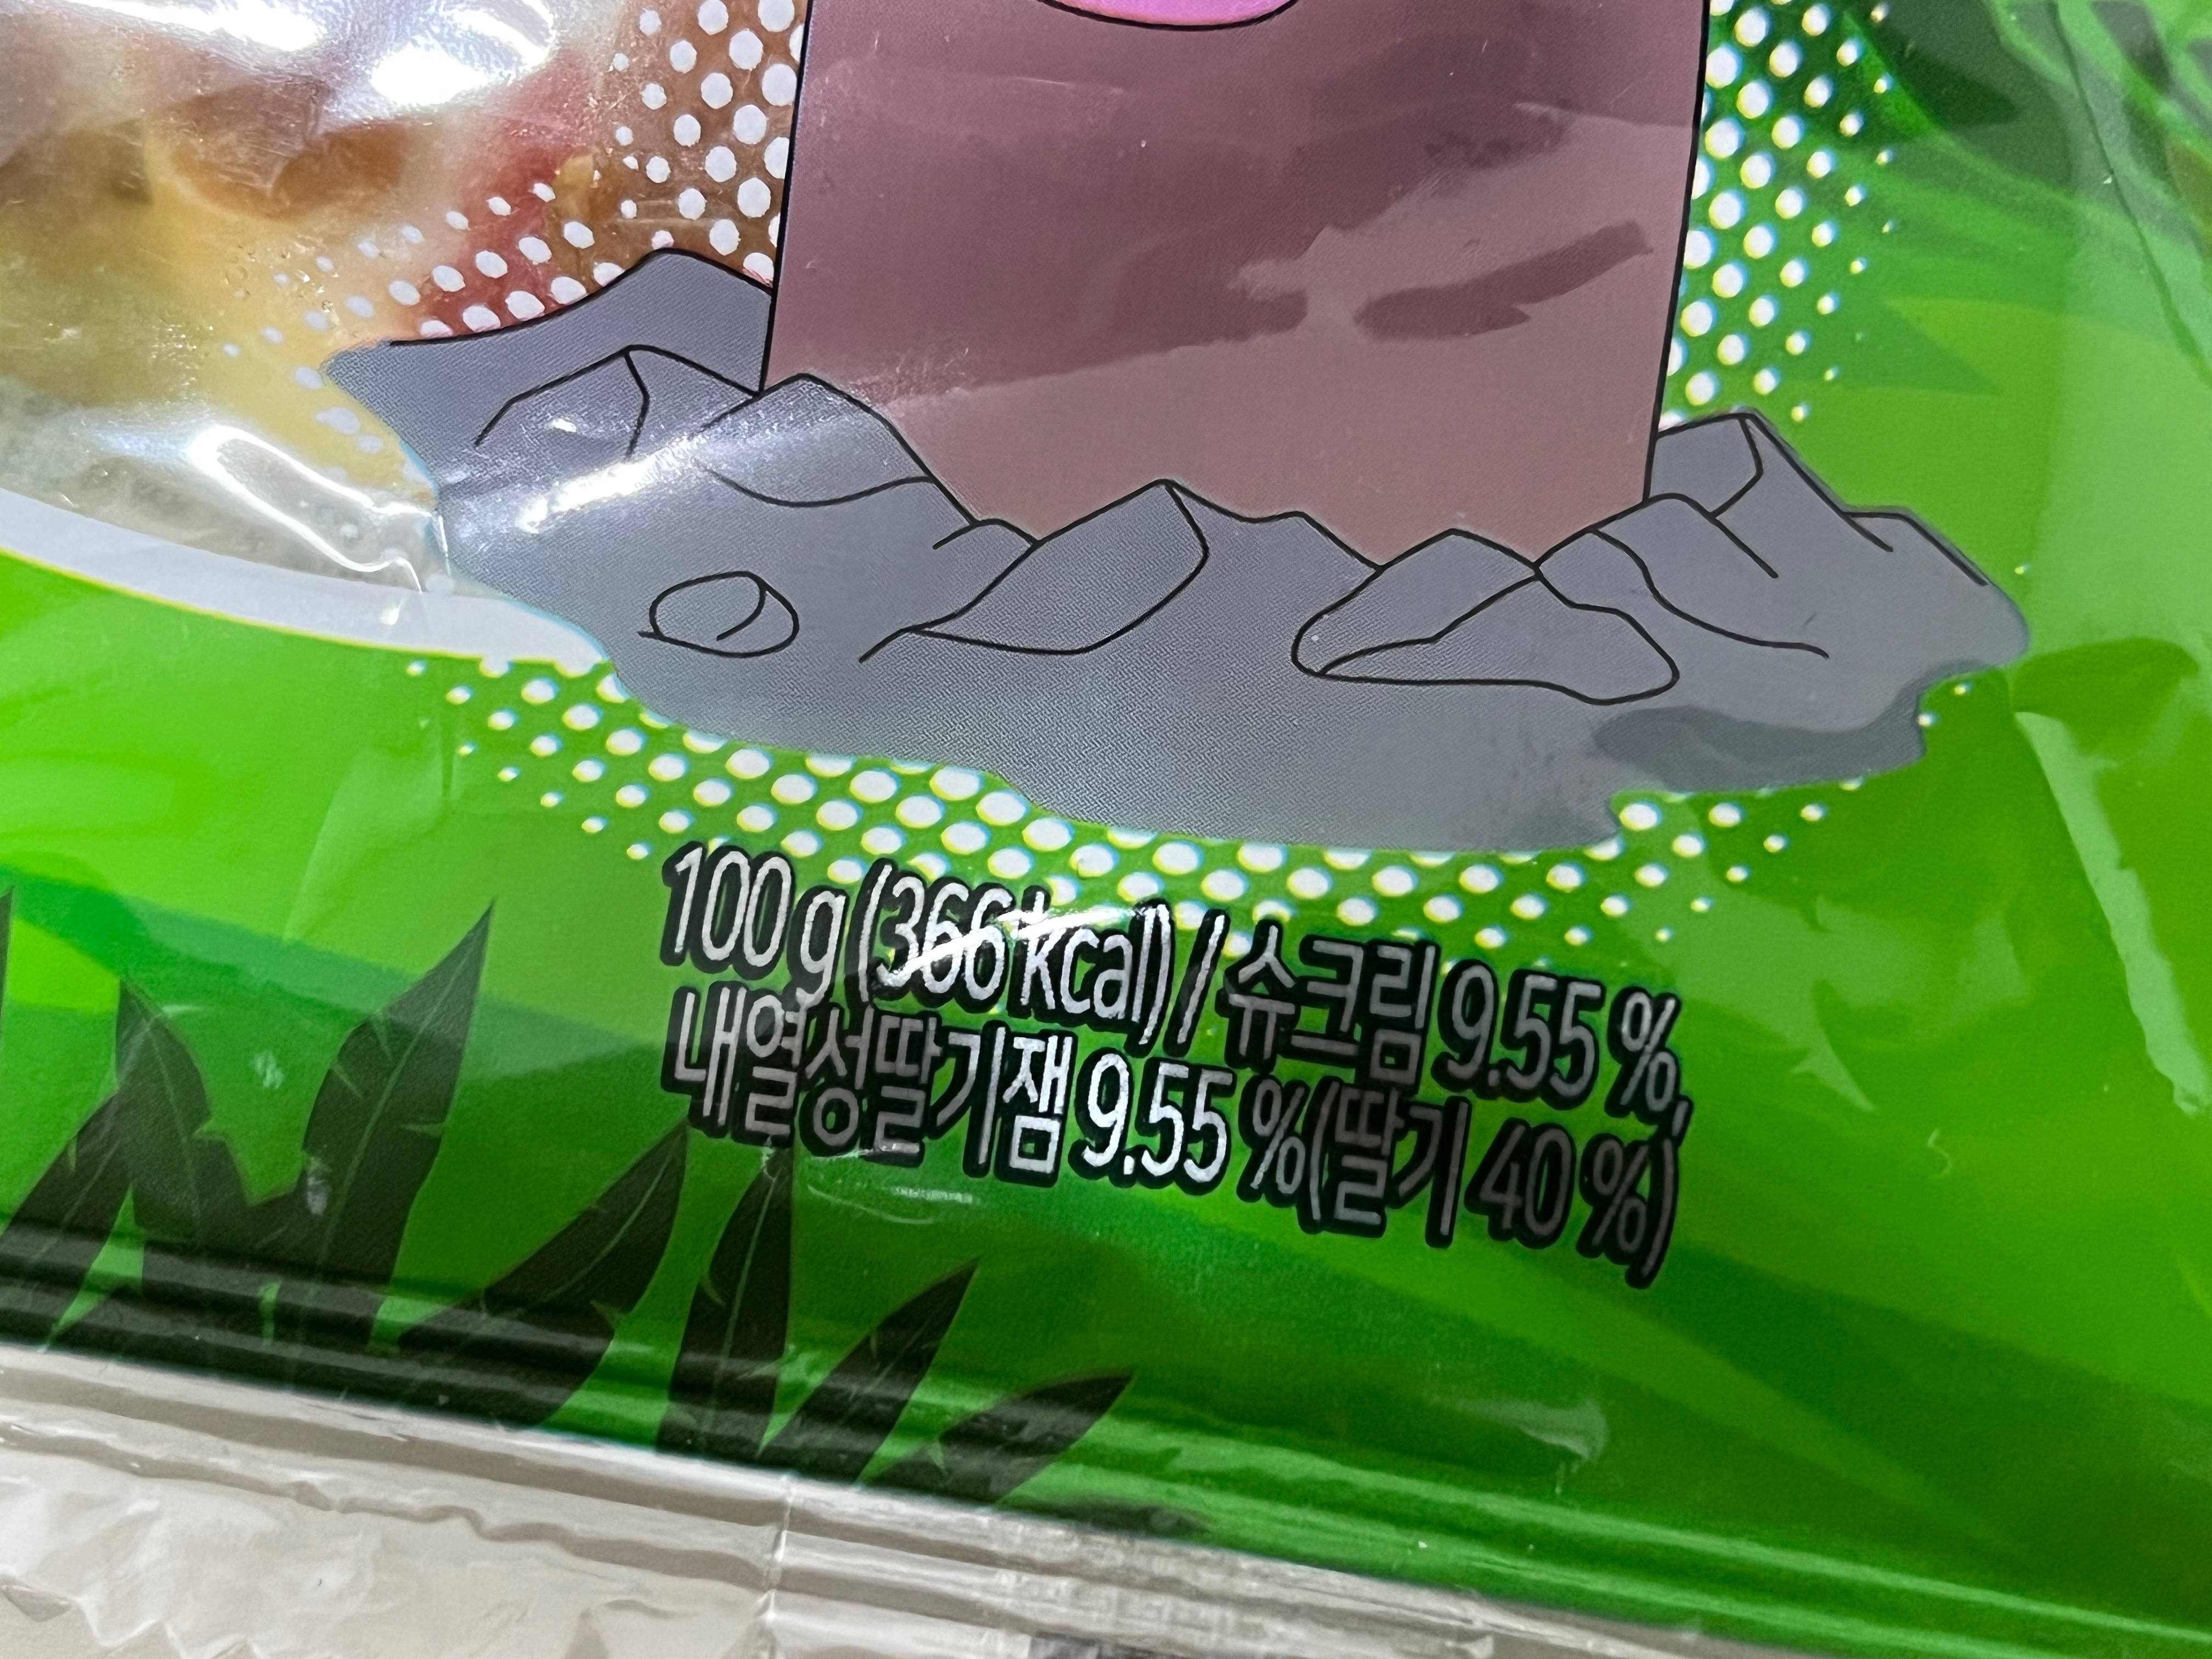 100 g (366 kcal) / 슈크림 9.55 %,
내열성딸기잼 9.55 %(딸기 40 %)